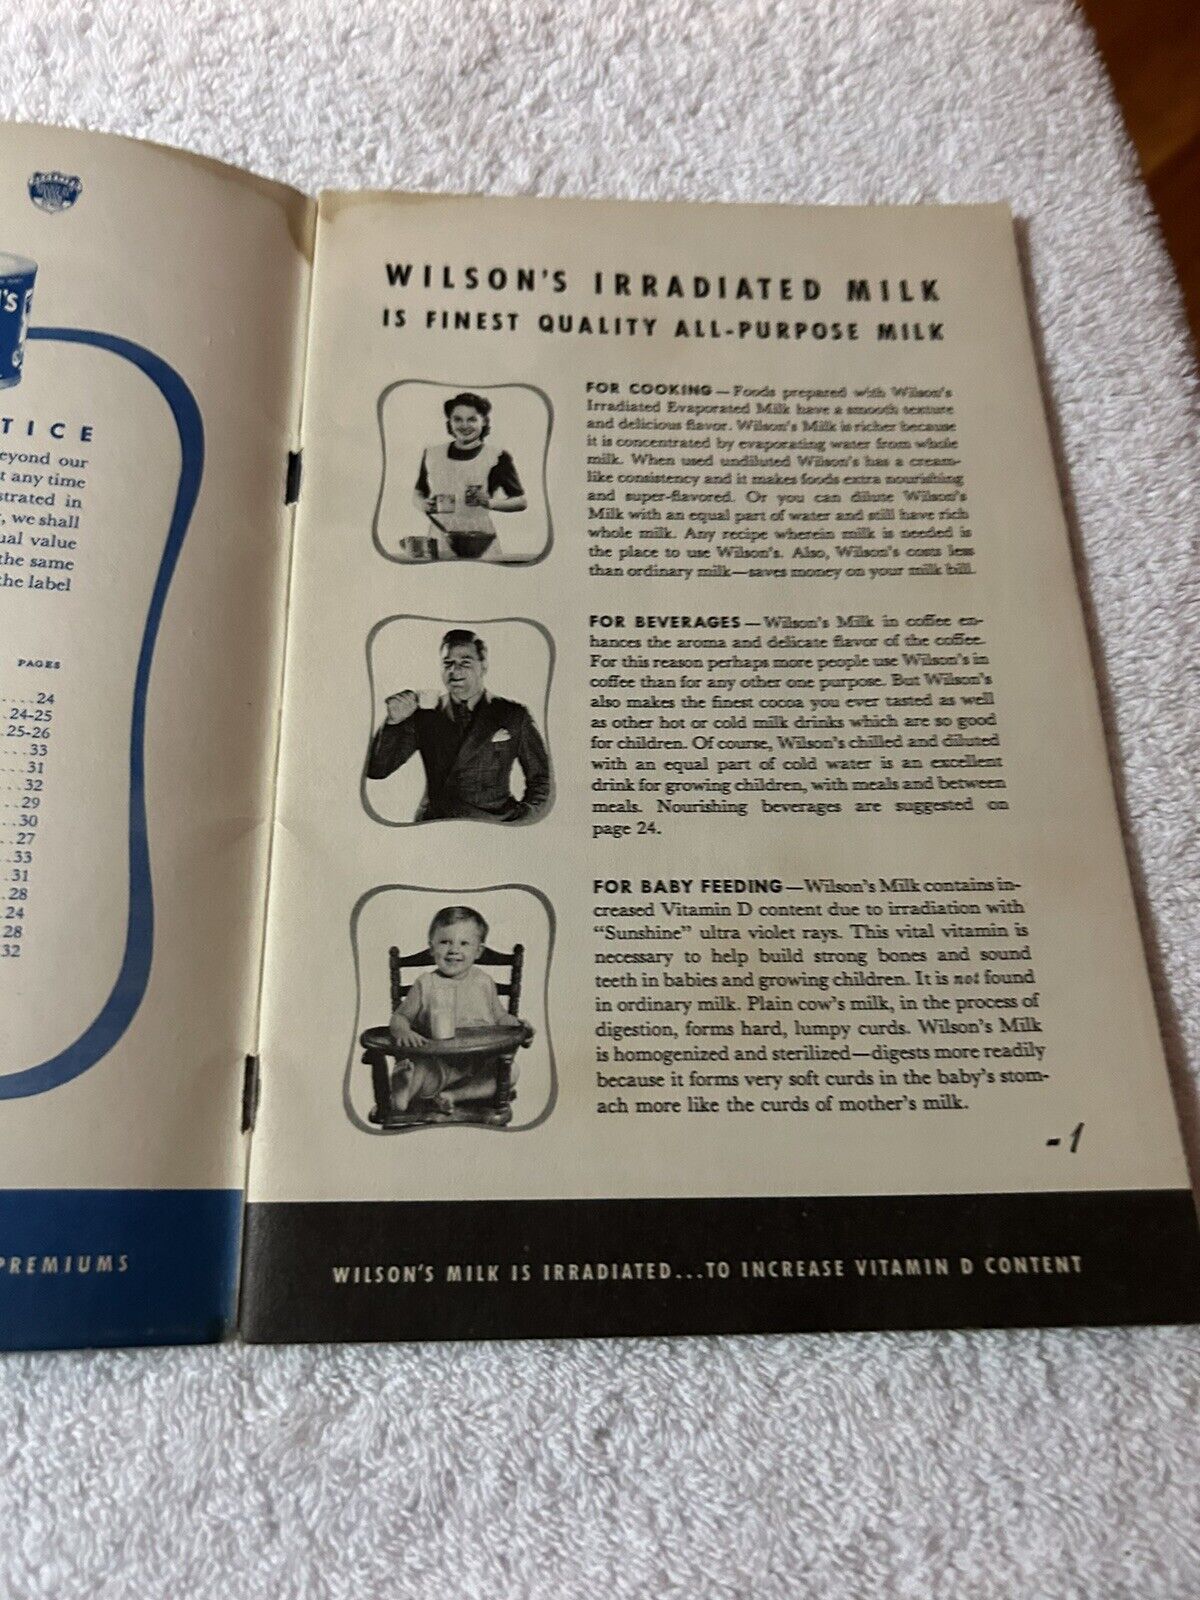 'S
TICE
eyond our
t any time
strated in
, we shall
ual value
the same
the label
PAGES
....24
.24-25
.25-26
....33
....31
....32
...29
...30
...27
..33
.31
.28
.24
28
32
PREMIUMS
WILSON'S IRRADIATED MILK
IS FINEST QUALITY ALL-PURPOSE MILK
FOR COOKING—Foods prepared with Wilson's
Irradiated Evaporated Milk have a smooth texture
and delicious flavor. Wilson's Milk is richer because
it is concentrated by evaporating water from whole
milk. When used undiluted Wilson's has a cream-
like consistency and it makes foods extra nourishing
and super-flavored. Or you can dilute Wilson's
Milk with an equal part of water and still have rich
whole milk. Any recipe wherein milk is needed is
the place to use Wilson's. Also, Wilson's costs less
than ordinary milk—saves money on your milk bill.
FOR BEVERAGES—Wilson's Milk in coffee en-
hances the aroma and delicate flavor of the coffee.
For this reason perhaps more people use Wilson's in
coffee than for any other one purpose. But Wilson's
also makes the finest cocoa you ever tasted as well
as other hot or cold milk drinks which are so good
for children. Of course, Wilson's chilled and diluted
with an equal part of cold water is an excellent
drink for growing children, with meals and between
meals. Nourishing beverages are suggested on
page 24.
FOR BABY FEEDING—Wilson's Milk contains in-
creased Vitamin D content due to irradiation with
"Sunshine" ultra violet rays. This vital vitamin is
necessary to help build strong bones and sound
teeth in babies and growing children. It is not found
in ordinary milk. Plain cow's milk, in the process of
digestion, forms hard, lumpy curds. Wilson's Milk
is homogenized and sterilized—digests more readily
because it forms very soft curds in the baby's stom-
ach more like the curds of mother's milk.
-1
WILSON'S MILK IS IRRADIATED...TO INCREASE VITAMIN D CONTENT